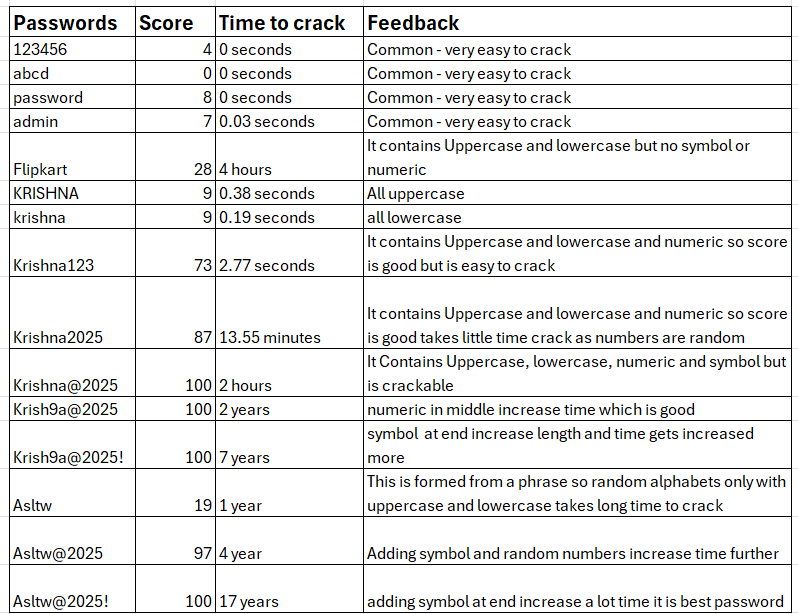 Passwords Score Time to crack Feedback
123456 4 0 seconds Common - very easy to crack
abcd 0 0 seconds Common - very easy to crack
password 8 0 seconds Common - very easy to crack
admin 7 0.03 seconds Common - very easy to crack
It contains Uppercase and lowercase but no symbol or
Flipkart 28 4 hours numeric
KRISHNA 9 0.38 seconds All uppercase
krishna 9 0.19 seconds all lowercase
It contains Uppercase and lowercase and numeric so score
Krishna123 73 2.77 seconds is good but is easy to crack
It contains Uppercase and lowercase and numeric so score
Krishna2025 87 13.55 minutes is good takes little time crack as numbers are random
It Contains Uppercase, lowercase, numeric and symbol but
Krishna@2025 100 2 hours is crackable
Krish9a@2025 100 2 years numeric in middle increase time which is good
symbol at end increase length and time gets increased
Krish9a@2025! 100 7 years more
This is formed from a phrase so random alphabets only with
Asltw 19 1 year uppercase and lowercase takes long time to crack
Asltw@2025 97 4 year Adding symbol and random numbers increase time further
Asltw@2025! 100 17 years adding symbol at end increase a lot time it is best password